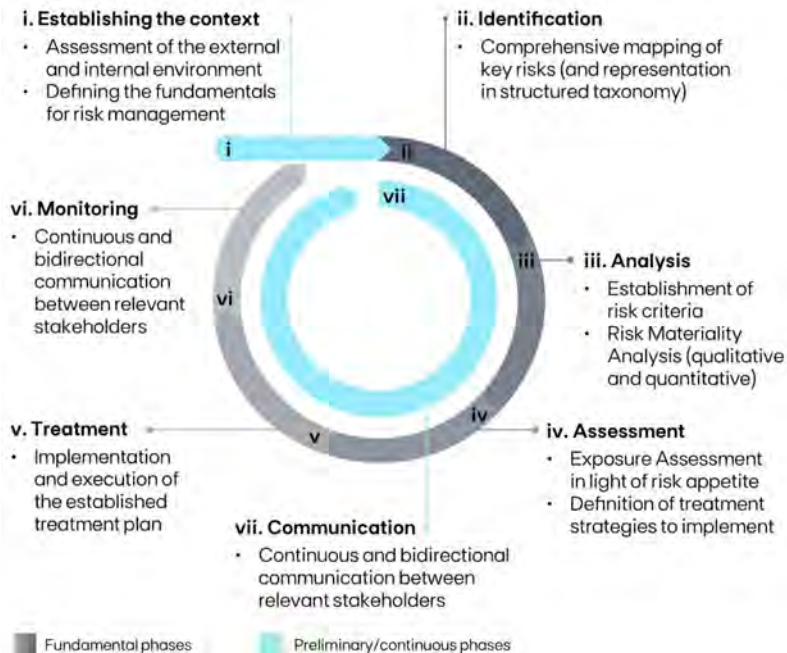 i. Establishing the context
• Assessment of the external
and internal environment
• Defining the fundamentals
for risk management
ii. Identification
• Comprehensive mapping of
key risks (and representation
in structured taxonomy)
i
ii
vii
vi. Monitoring
• Continuous and
bidirectional
communication
between relevant
stakeholders
vi
iii
iii. Analysis
• Establishment of
risk criteria
• Risk Materiality
Analysis (qualitative
and quantitative)
iv
v
v. Treatment
• Implementation
and execution of
the established
treatment plan
iv. Assessment
• Exposure Assessment
in light of risk appetite
• Definition of treatment
strategies to implement
vii. Communication
• Continuous and bidirectional
communication between
relevant stakeholders
Fundamental phases
Preliminary/continuous phases